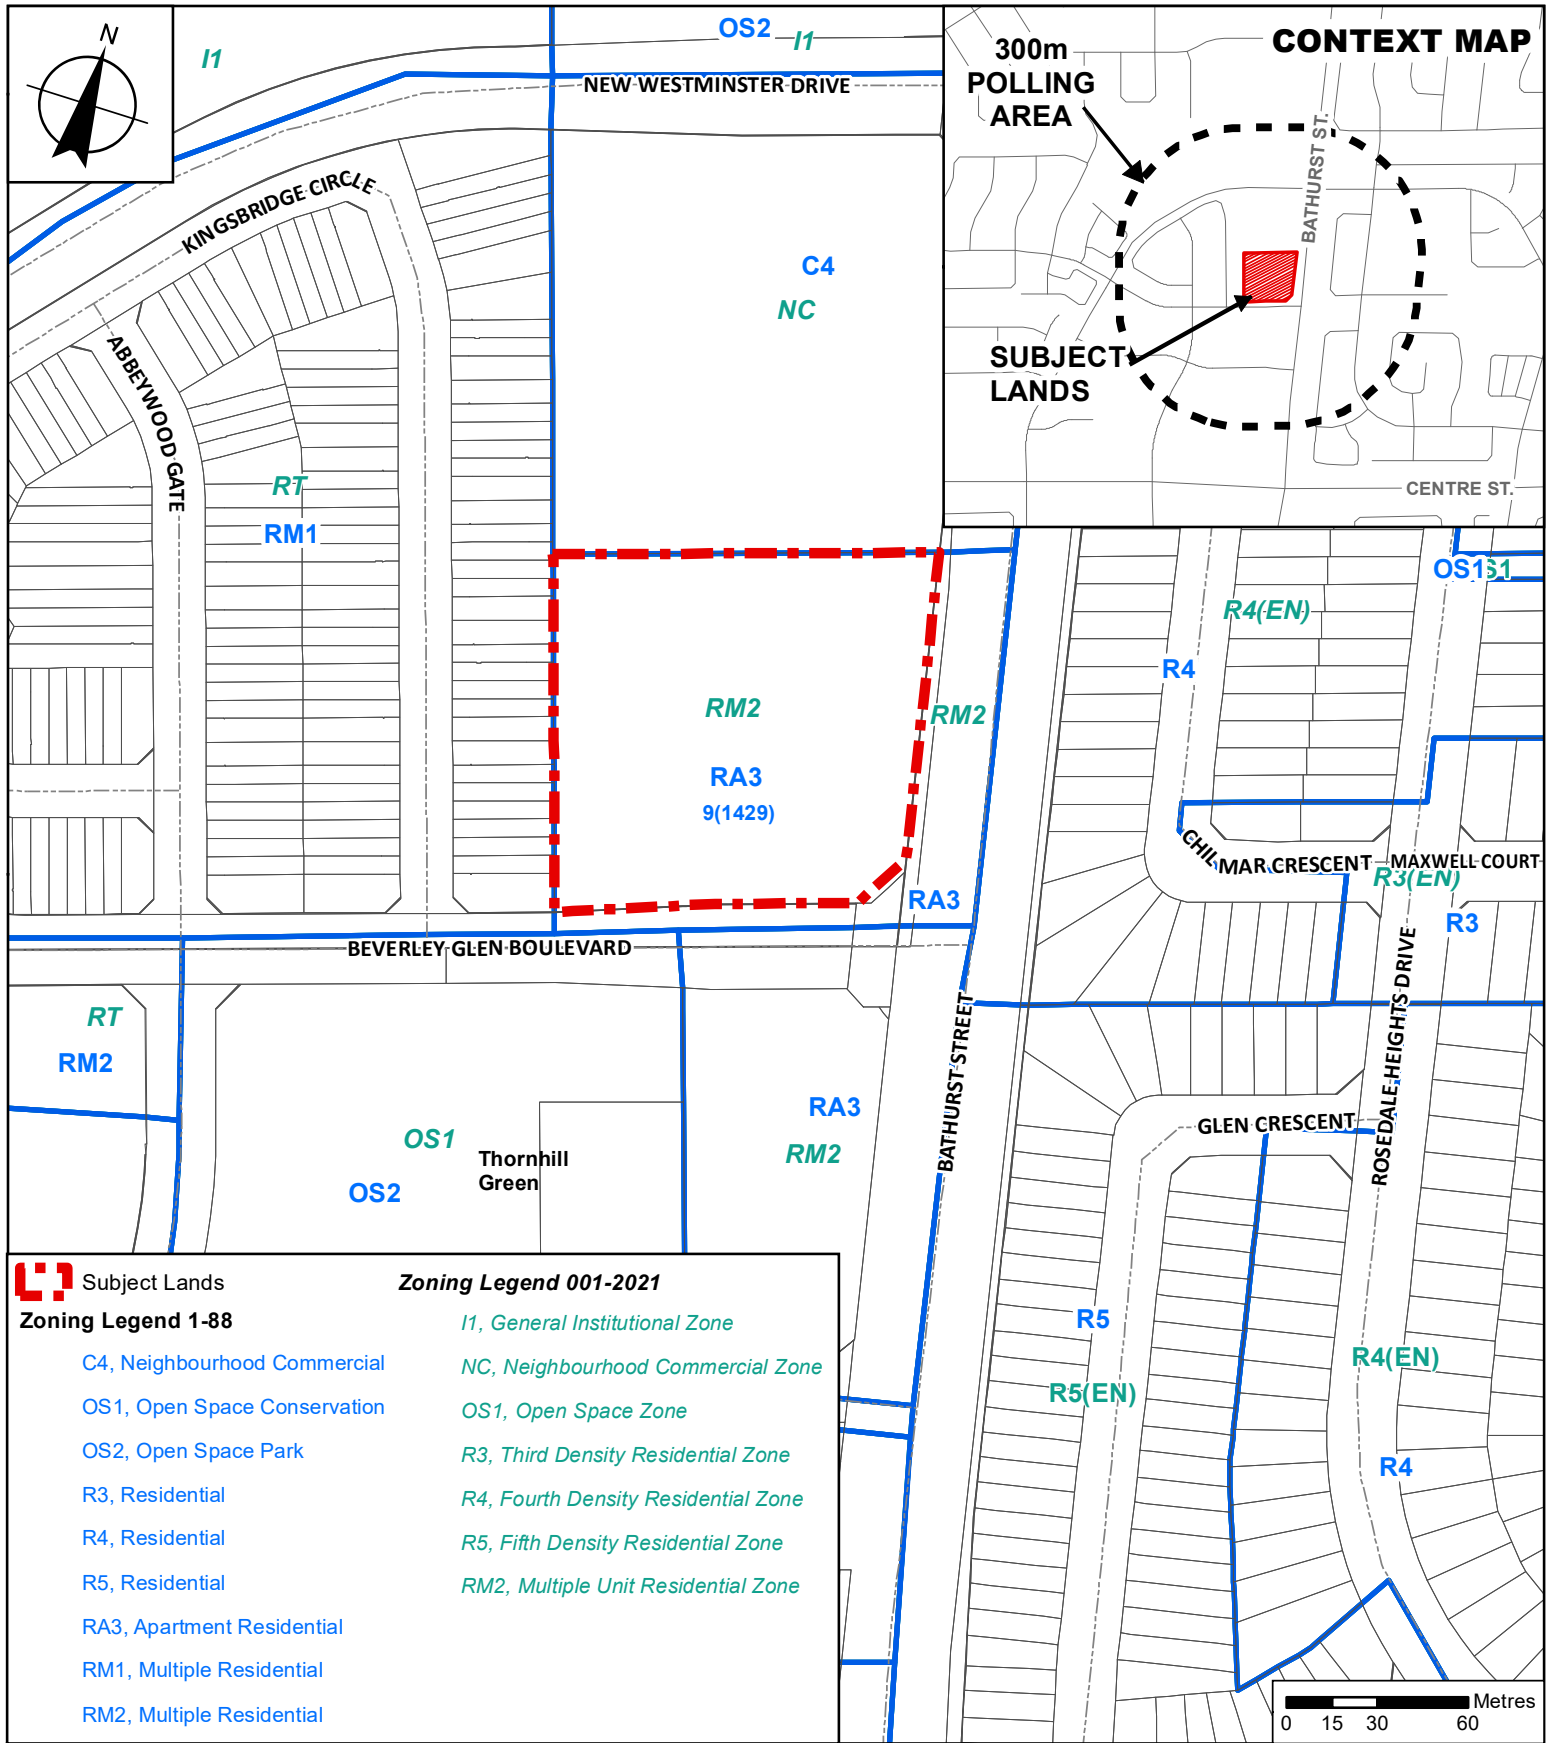 N
I1
OS2
I1
NEW WESTMINSTER DRIVE
CONTEXT MAP
300m
POLLING
AREA
BATHURST ST.
SUBJECT
LANDS
CENTRE ST.
KINGSBRIDGE CIRCLE
ABBEYWOOD GATE
C4
NC
RT
RM1
OS1
S1
R4(EN)
R4
RM2
RM2
RA3
9(1429)
RA3
CHILMAR CRESCENT
MAXWELL COURT
R3(EN)
R3
BEVERLEY GLEN BOULEVARD
BATHURST STREET
ROSEDALE HEIGHTS DRIVE
RT
RM2
OS1
OS2
Thornhill
Green
RA3
RM2
GLEN CRESCENT
R5
R5(EN)
R4(EN)
R4
Subject Lands
Zoning Legend 1-88
C4, Neighbourhood Commercial
OS1, Open Space Conservation
OS2, Open Space Park
R3, Residential
R4, Residential
R5, Residential
RA3, Apartment Residential
RM1, Multiple Residential
RM2, Multiple Residential
Zoning Legend 001-2021
I1, General Institutional Zone
NC, Neighbourhood Commercial Zone
OS1, Open Space Zone
R3, Third Density Residential Zone
R4, Fourth Density Residential Zone
R5, Fifth Density Residential Zone
RM2, Multiple Unit Residential Zone
Metres
0 15 30 60